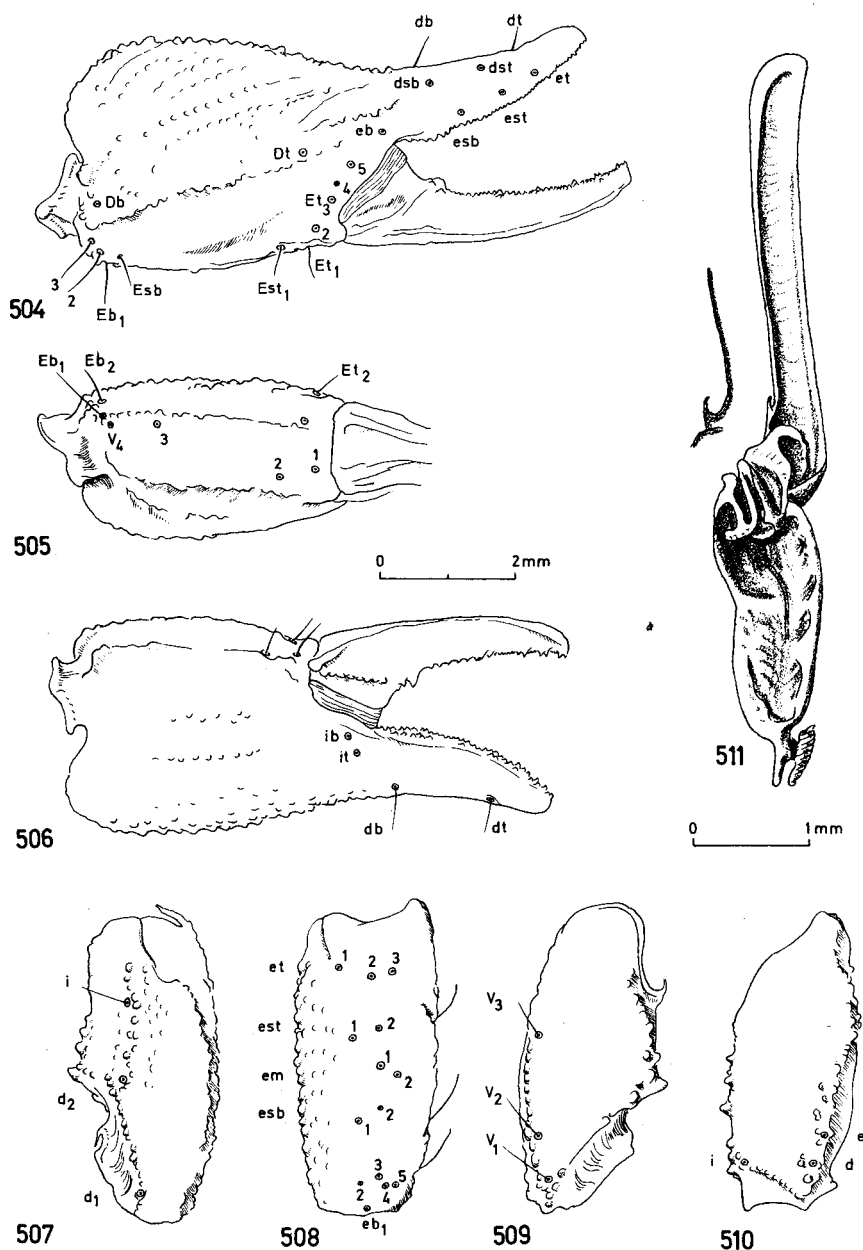 db
dt
dsb
dst
et
est
esb
eb
Dt
5
4
Et3
2
Db
3
2
Eb1
Esb
Est1
Et1
504
Eb1
Eb2
Et2
V4
3
2
1
505
0 2mm
ib
it
db
dt
506
511
0 1mm
i
d2
d1
507
et
1
2
3
est
1
2
em
1
2
esb
1
2
2
3
4
5
eb1
508
V3
V2
V1
509
i
e
d
510